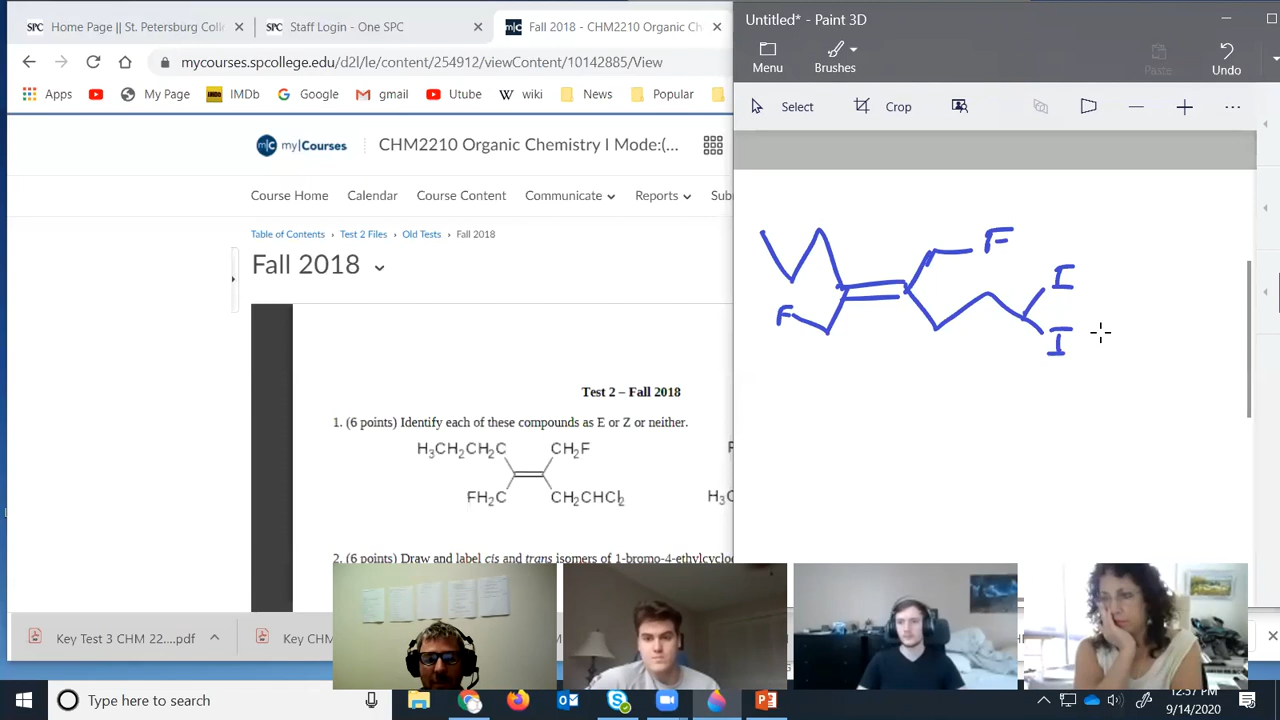 SPC Home Page || St. Petersburg Coll
SPC Staff Login - One SPC
m|c Fall 2018 - CHM2210 Organic Ch
mycourses.spcollege.edu/d2l/le/content/254912/viewContent/10142885/View
Apps
My Page
IMDb IMDb
Google
gmail
Utube
W wiki
News
Popular
m|c my|Courses
CHM2210 Organic Chemistry I Mode:(...
Course Home
Calendar
Course Content
Communicate
Reports
Sub
Table of Contents
Test 2 Files
Old Tests
Fall 2018
Fall 2018
Test 2 – Fall 2018
1. (6 points) Identify each of these compounds as E or Z or neither.
H3CH2CH2C
CH2F
FH2C
CH2CHCl2
H3C
2. (6 points) Draw and label cis and trans isomers of 1-bromo-4-ethylcycloc
Untitled* - Paint 3D
Menu
Brushes
Paste
Undo
Select
Crop
F
I
F
I
Key Test 3 CHM 22....pdf
Type here to search
12:57 PM
9/14/2020